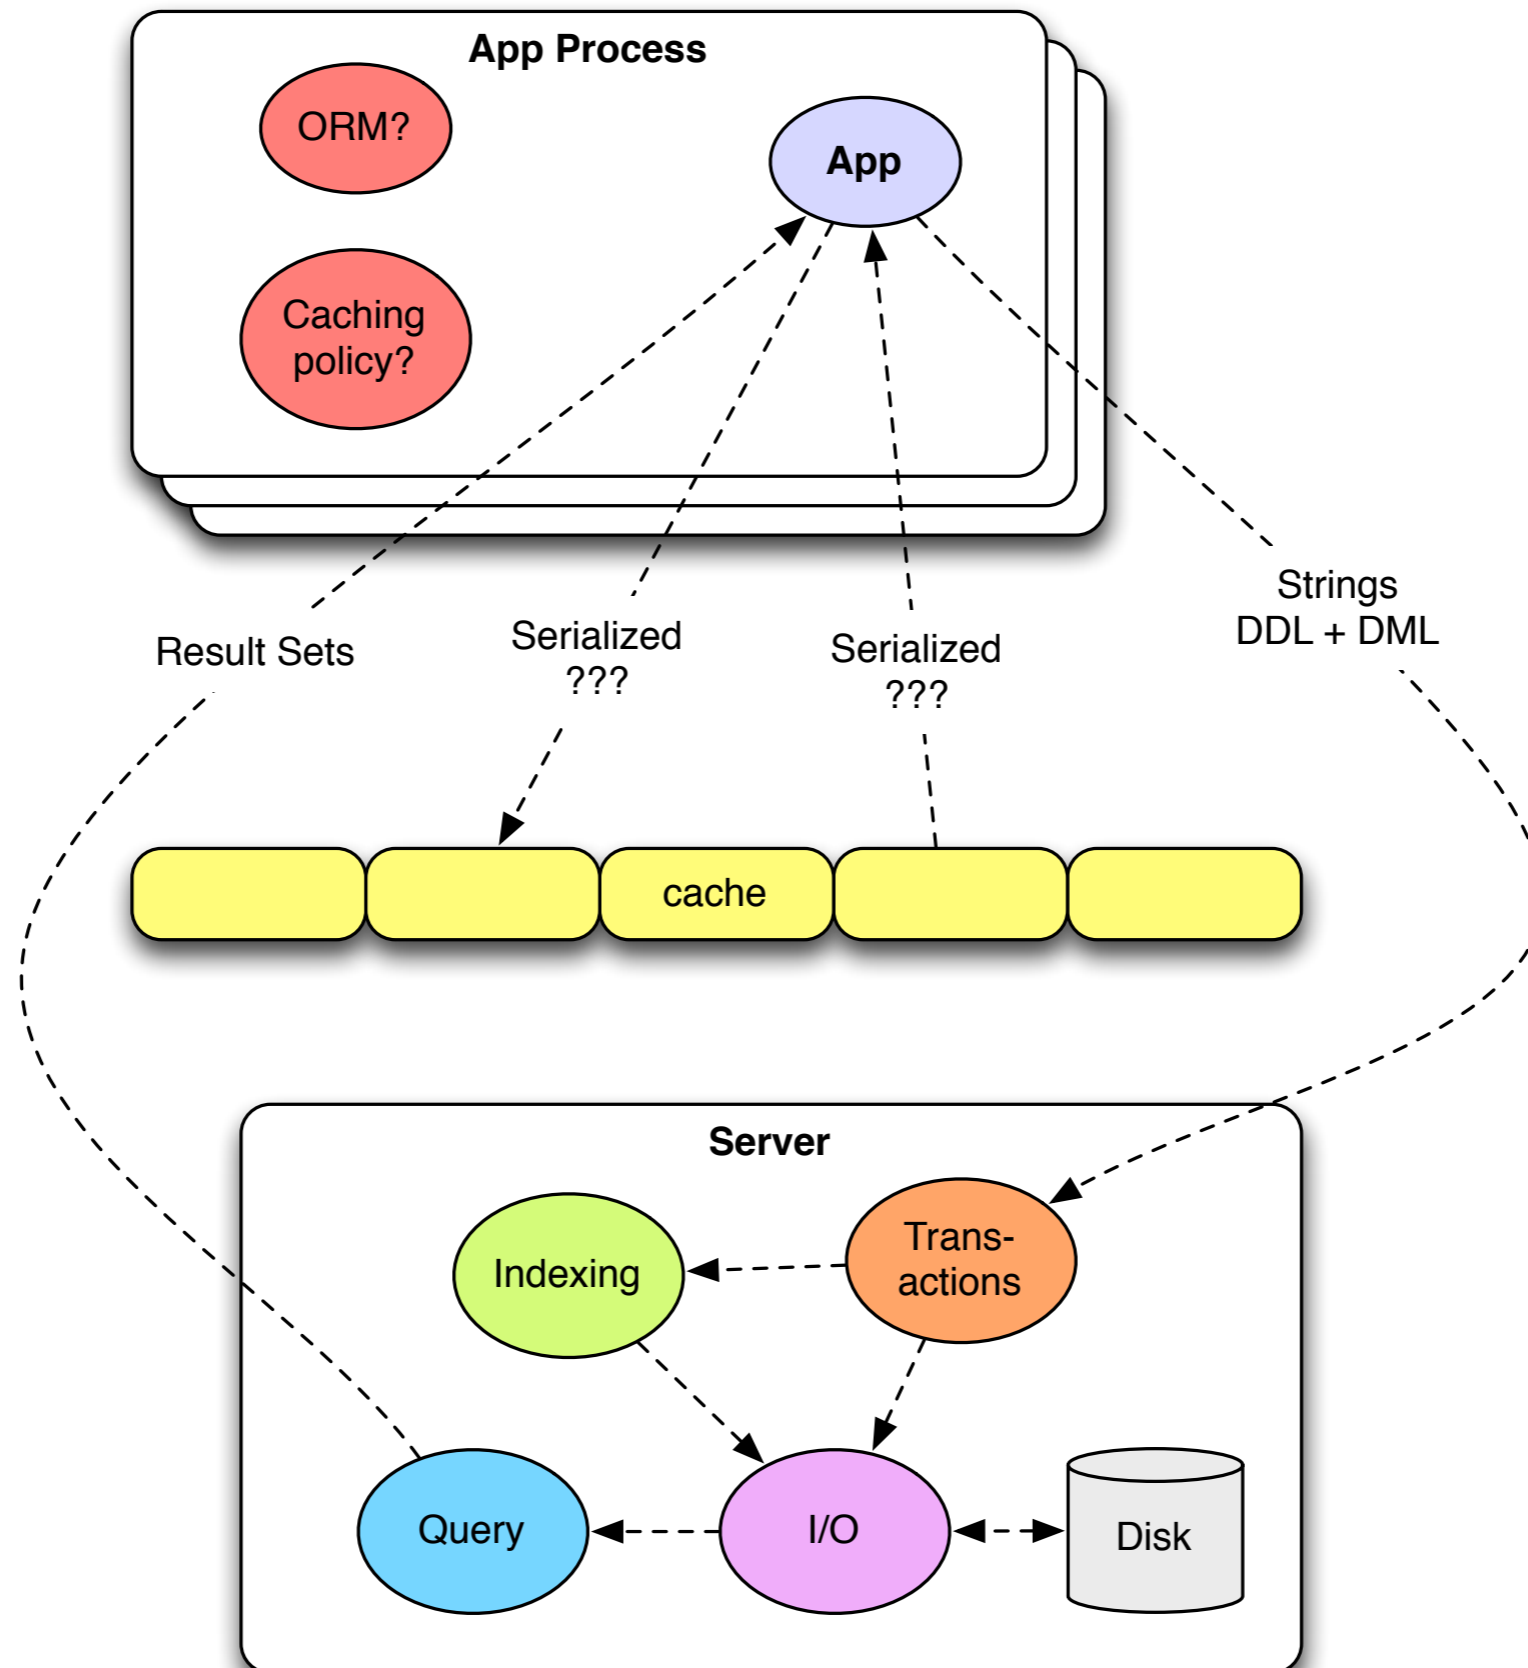 App Process
ORM?
App
Caching
policy?
Strings
DDL + DML
Result Sets
Serialized
???
Serialized
???
cache
Server
Indexing
Trans-
actions
Query
I/O
Disk